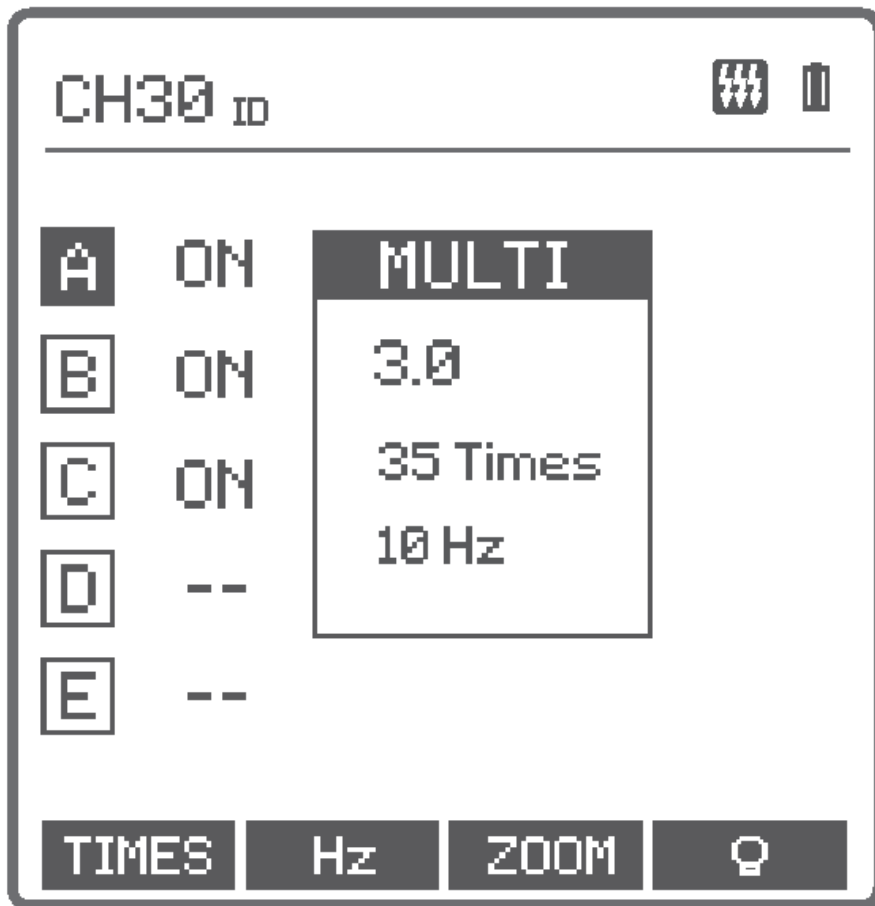 CH30 ID
A ON
B ON
C ON
D --
E --
MULTI
3.0
35 Times
10 Hz
TIMES Hz ZOOM